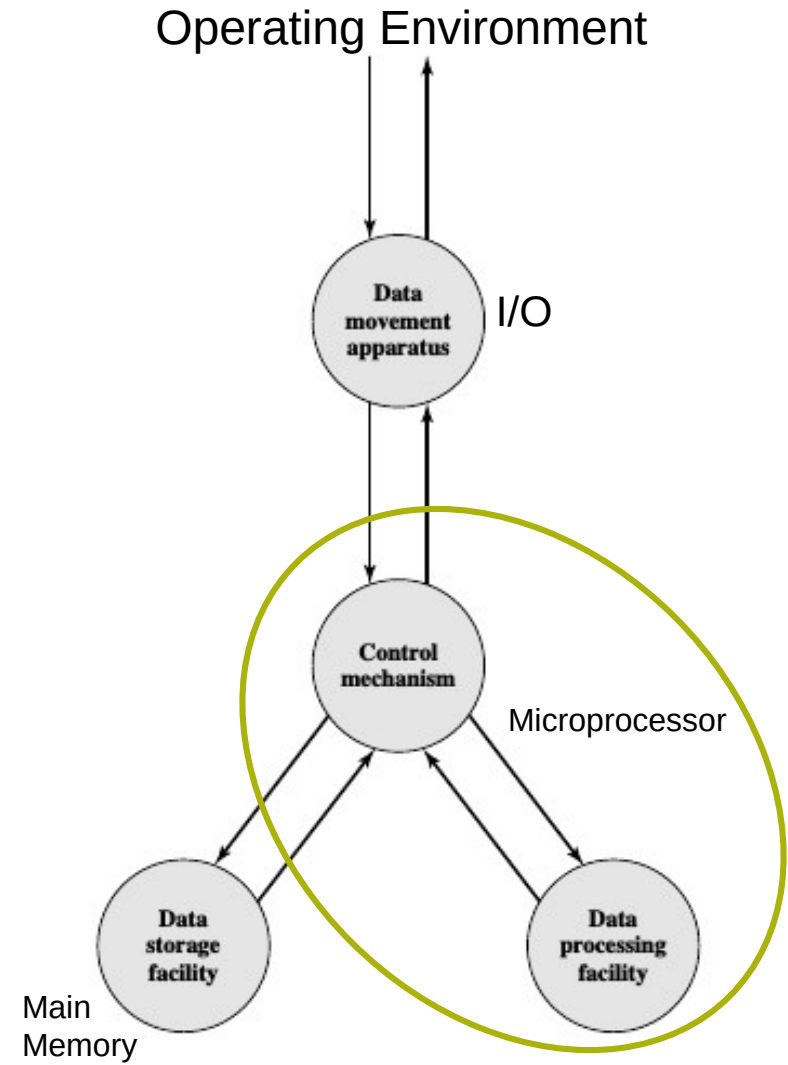 Operating Environment
Data
movement
apparatus
I/O
Control
mechanism
Microprocessor
Data
storage
facility
Data
processing
facility
Main
Memory